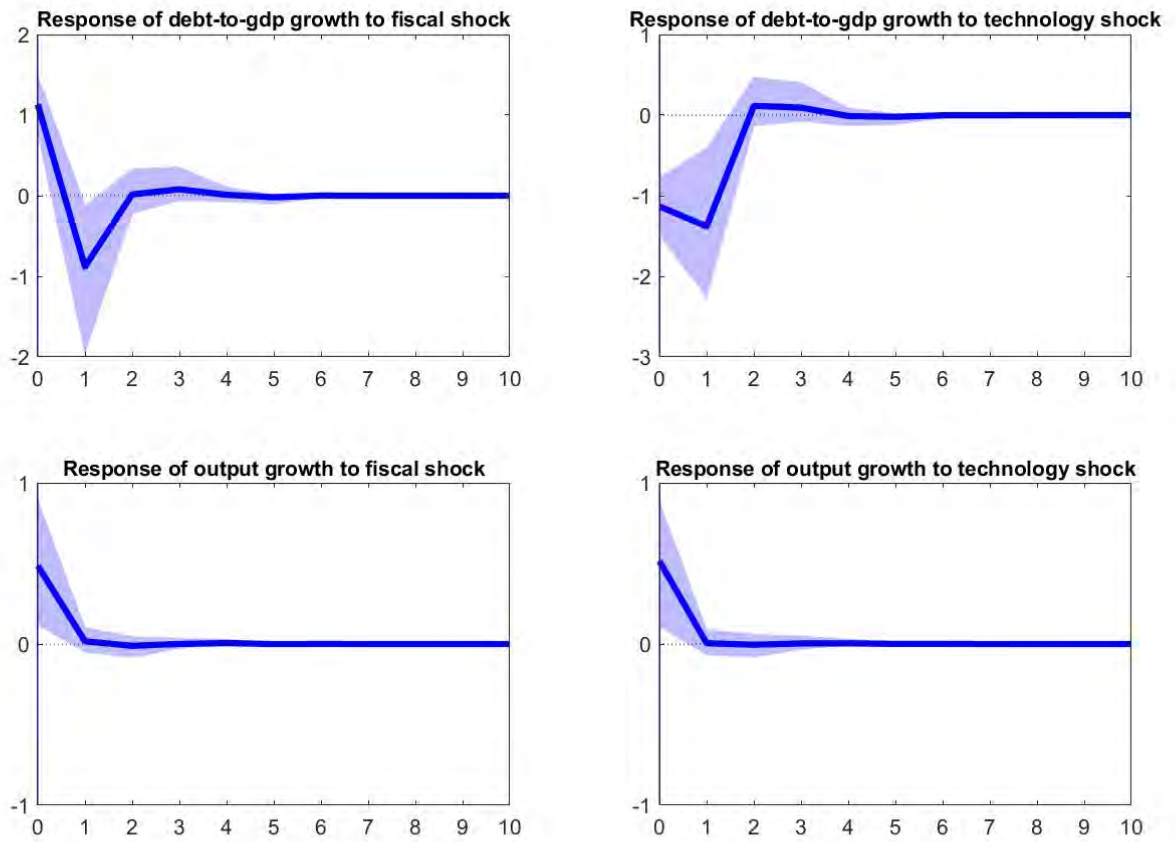 Response of debt-to-gdp growth to fiscal shock
2
1
0
-1
-2
0 1 2 3 4 5 6 7 8 9 10
Response of debt-to-gdp growth to technology shock
1
0
-1
-2
-3
0 1 2 3 4 5 6 7 8 9 10
Response of output growth to fiscal shock
1
0
-1
0 1 2 3 4 5 6 7 8 9 10
Response of output growth to technology shock
1
0
-1
0 1 2 3 4 5 6 7 8 9 10